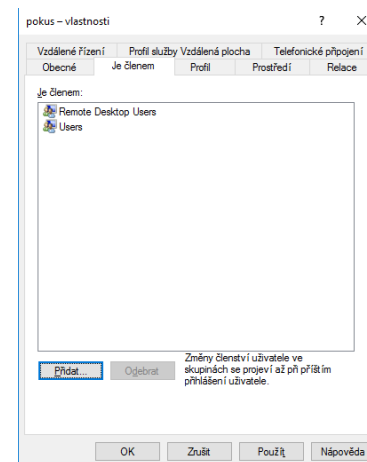 pokus – vlastnosti
Vzdálené řízení Profil služby Vzdálená plocha Telefonické připojení
Obecné Je členem Profil Prostředí Relace
Je členem:
Remote Desktop Users
Users
Přidat... Odebrat
Změny členství uživatele ve
skupinách se projeví až při příštím
přihlášení uživatele.
OK Zrušit Použít Nápověda